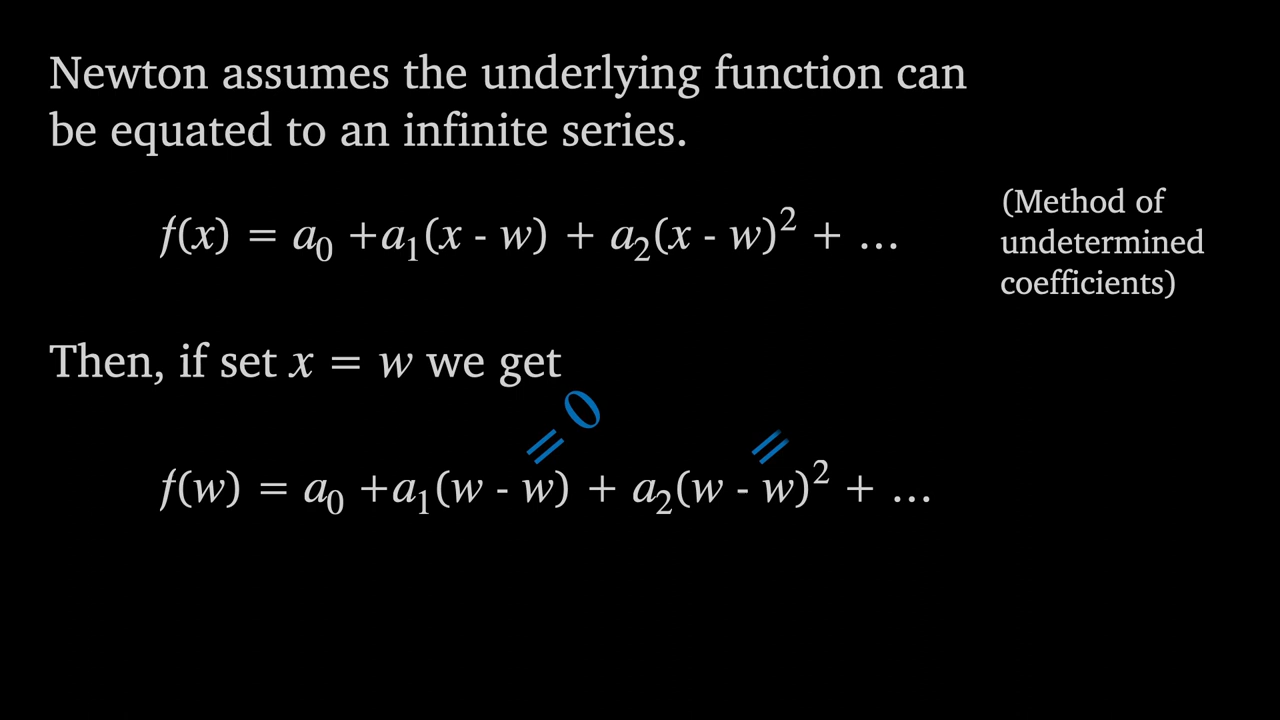 Newton assumes the underlying function can
be equated to an infinite series.
f(x) = a₀ +a₁(x - w) + a₂(x - w)² + ...
(Method of
undetermined
coefficients)
Then, if set x = w we get
= 0 =
f(w) = a₀ +a₁(w - w) + a₂(w - w)² + ...